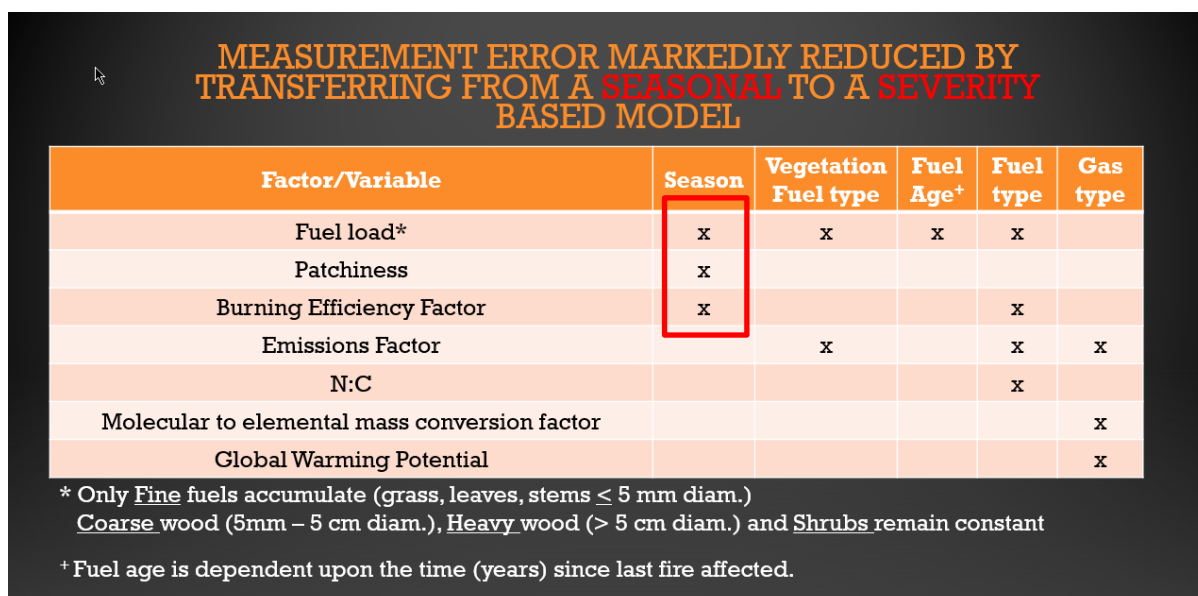 MEASUREMENT ERROR MARKEDLY REDUCED BY
TRANSFERRING FROM A SEASONAL TO A SEVERITY
BASED MODEL
Factor/Variable Season Vegetation Fuel type Fuel Age+ Fuel type Gas type
Fuel load* x x x x
Patchiness x
Burning Efficiency Factor x x
Emissions Factor x x x
N:C x
Molecular to elemental mass conversion factor x
Global Warming Potential x
* Only Fine fuels accumulate (grass, leaves, stems ≤ 5 mm diam.)
Coarse wood (5mm – 5 cm diam.), Heavy wood (> 5 cm diam.) and Shrubs remain constant
+ Fuel age is dependent upon the time (years) since last fire affected.